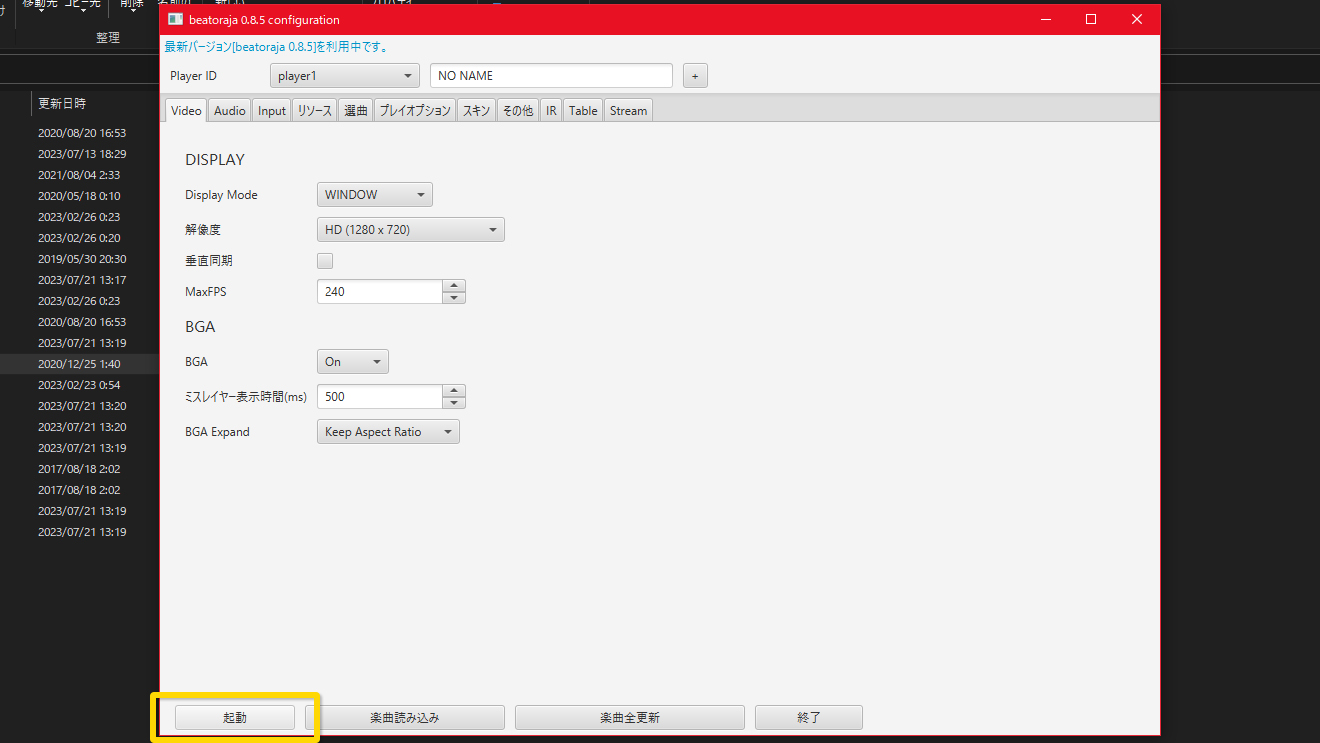 移動先 コピー先 削除
整理
更新日時
2020/08/20 16:53
2023/07/13 18:29
2021/08/04 2:33
2020/05/18 0:10
2023/02/26 0:23
2023/02/26 0:20
2019/05/30 20:30
2023/07/21 13:17
2023/02/26 0:23
2020/08/20 16:53
2023/07/21 13:19
2020/12/25 1:40
2023/02/23 0:54
2023/07/21 13:20
2023/07/21 13:20
2023/07/21 13:19
2017/08/18 2:02
2017/08/18 2:02
2023/07/21 13:19
2023/07/21 13:19
beatoraja 0.8.5 configuration
最新バージョン[beatoraja 0.8.5]を利用中です。
Player ID player1 NO NAME +
Video Audio Input リソース 選曲 プレイオプション スキン その他 IR Table Stream
DISPLAY
Display Mode WINDOW
解像度 HD (1280 x 720)
垂直同期
MaxFPS 240
BGA
BGA On
ミスレイヤー表示時間(ms) 500
BGA Expand Keep Aspect Ratio
起動 楽曲読み込み 楽曲全更新 終了